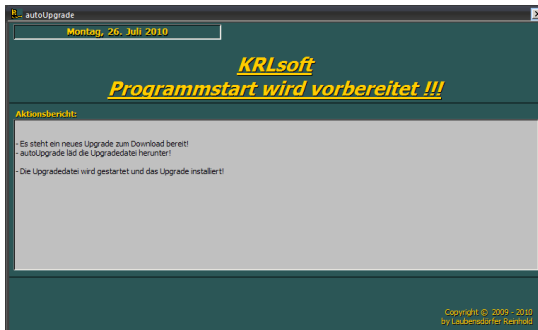 autoUpgrade
Montag, 26. Juli 2010
KRLsoft
Programmstart wird vorbereitet !!!
Aktionsbericht:
- Es steht ein neues Upgrade zum Download bereit!
- autoUpgrade läd die Upgradedatei herunter!
- Die Upgradedatei wird gestartet und das Upgrade installiert!
Copyright © 2009 - 2010
by Laubensdörfer Reinhold